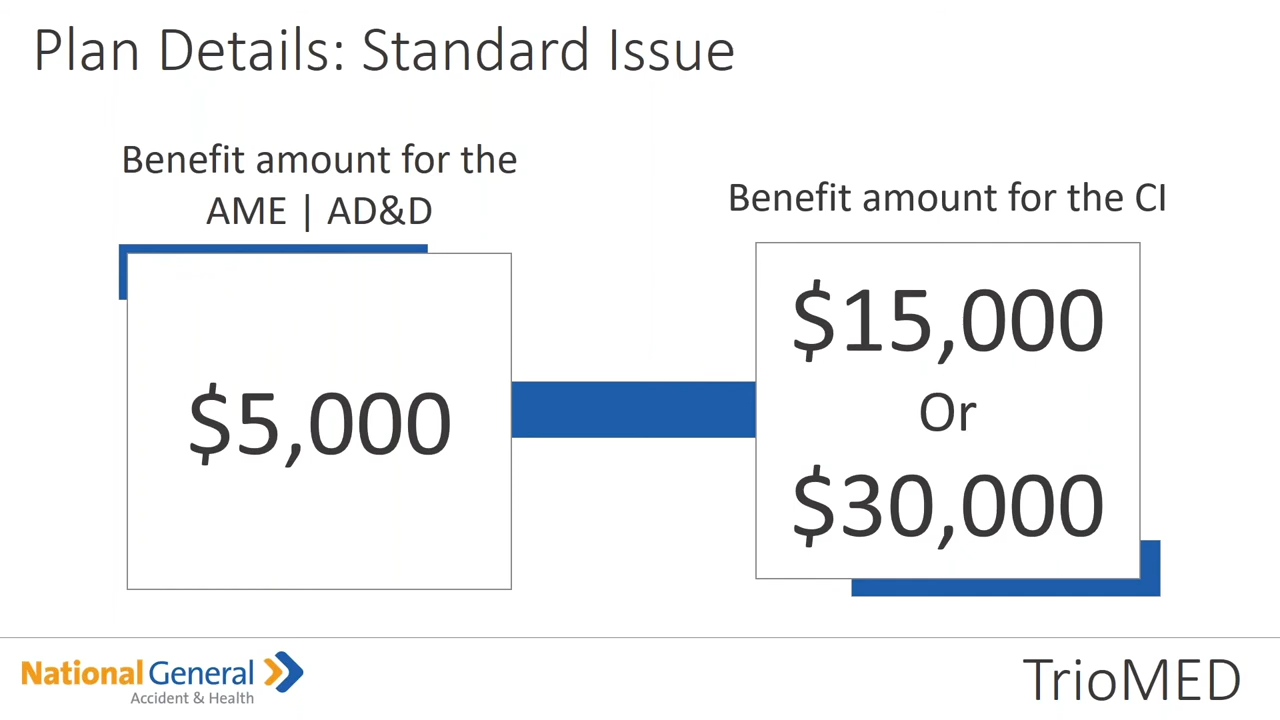 Plan Details: Standard Issue
Benefit amount for the
AME | AD&D
$5,000
Benefit amount for the CI
$15,000
Or
$30,000
National General
Accident & Health
TrioMED